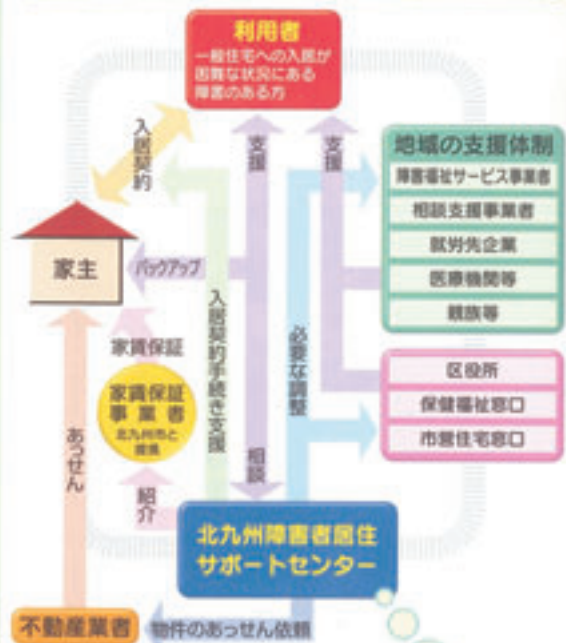 利用者
一般住宅への入居が
困難な状況にある
障害のある方
入居契約
支援
支援
地域の支援体制
障害福祉サービス事業者
相談支援事業者
就労先企業
医療機関等
親族等
家主
バックアップ
入居契約手続き支援
必要な調整
家賃保証
家賃保証
事業者
北九州市と
提携
区役所
保健福祉窓口
市営住宅窓口
あっせん
相談
紹介
北九州障害者居住
サポートセンター
不動産業者
物件のあっせん依頼